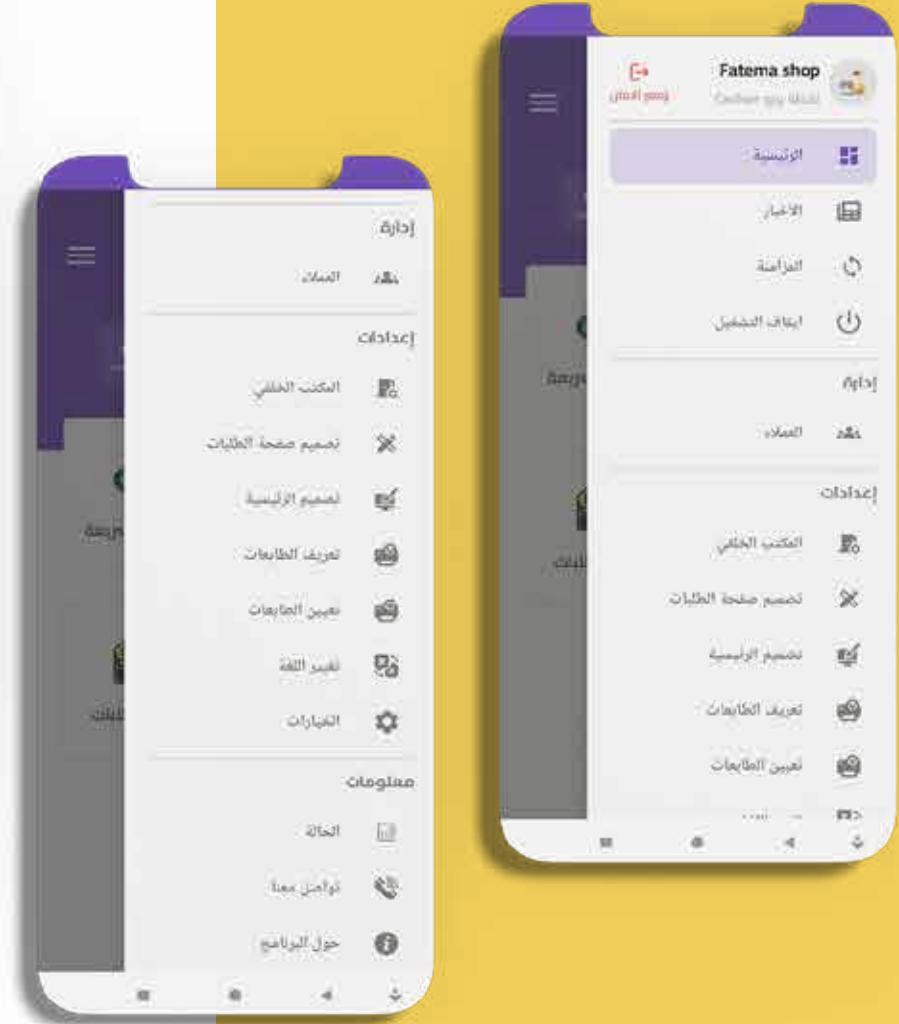 Fatema shop
الرئيسية
الأخبار
المزامنة
ايقاف التشغيل
إدارة
العملاء
إعدادات
المكتب الخلفي
تصميم صفحة الطلبات
تصميم الرئيسية
تعريف الطابعات
تعيين الطابعات
إدارة
العملاء
إعدادات
المكتب الخلفي
تصميم صفحة الطلبات
تصميم الرئيسية
تعريف الطابعات
تعيين الطابعات
تغيير اللغة
الخيارات
معلومات
الحالة
تواصل معنا
حول البرنامج